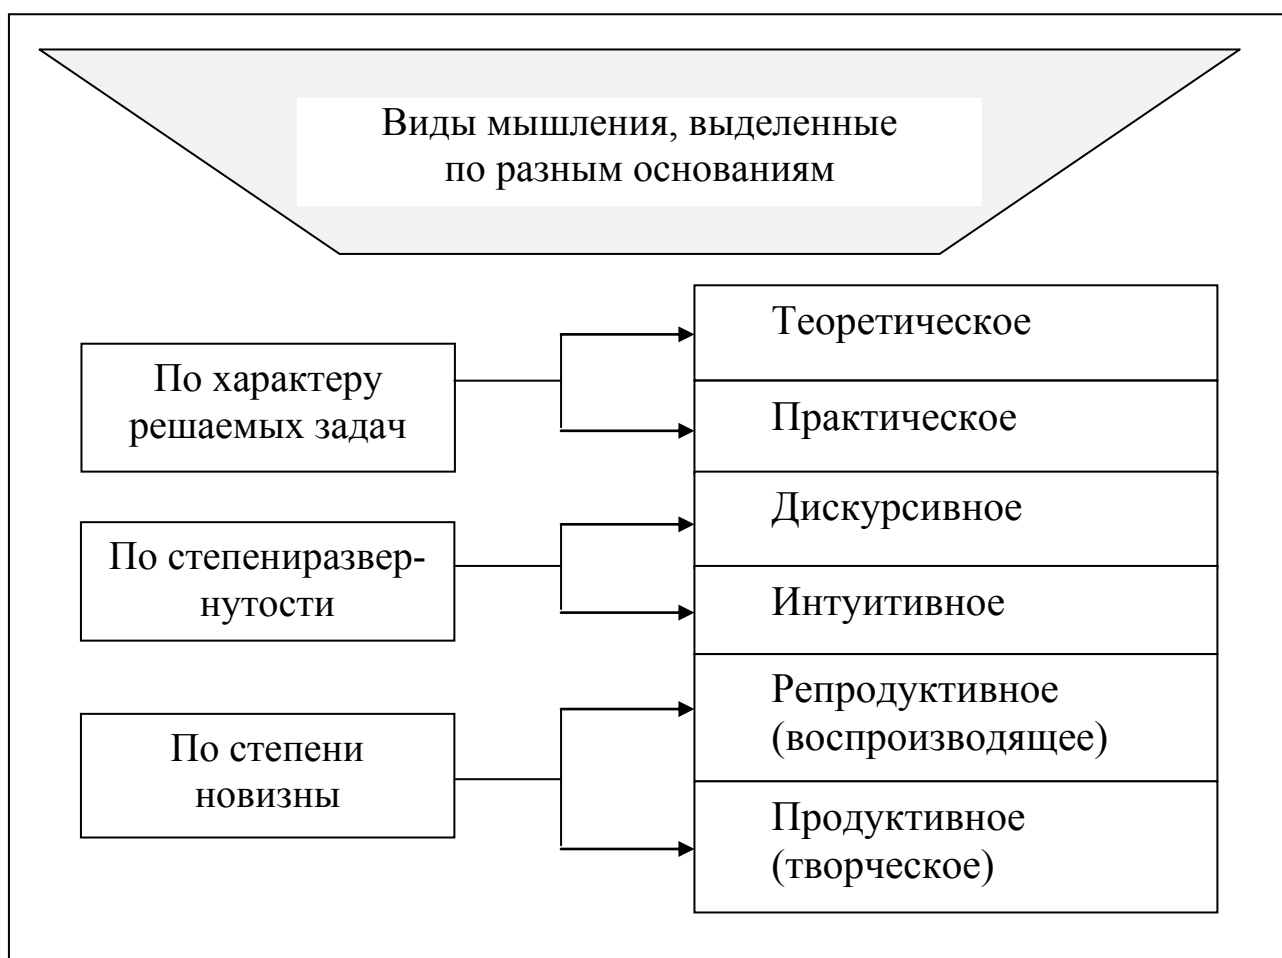 Виды мышления, выделенные
по разным основаниям
По характеру
решаемых задач
Теоретическое
Практическое
По степениразвер-
нутости
Дискурсивное
Интуитивное
По степени
новизны
Репродуктивное
(воспроизводящее)
Продуктивное
(творческое)